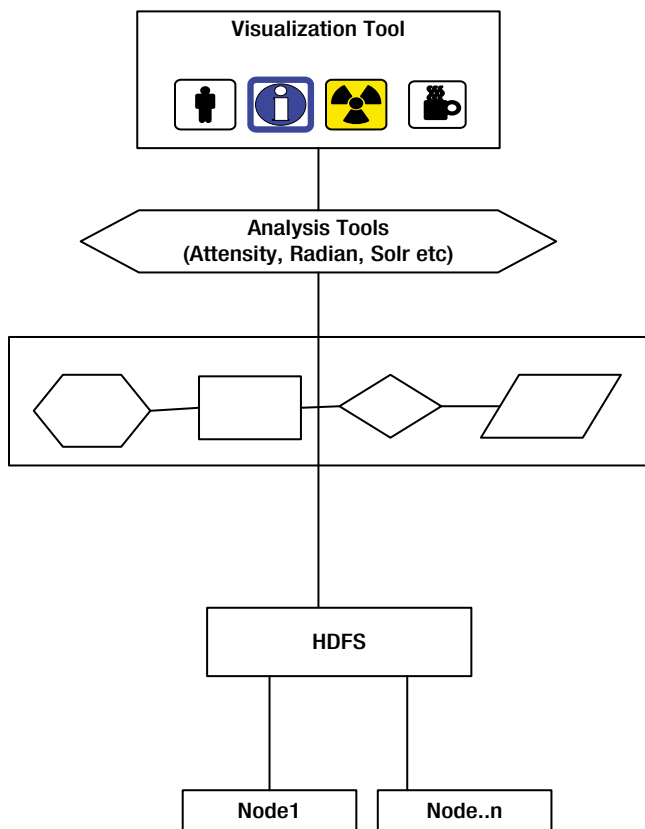 Visualization Tool
Analysis Tools
(Attensity, Radian, Solr etc)
HDFS
Node1
Node..n